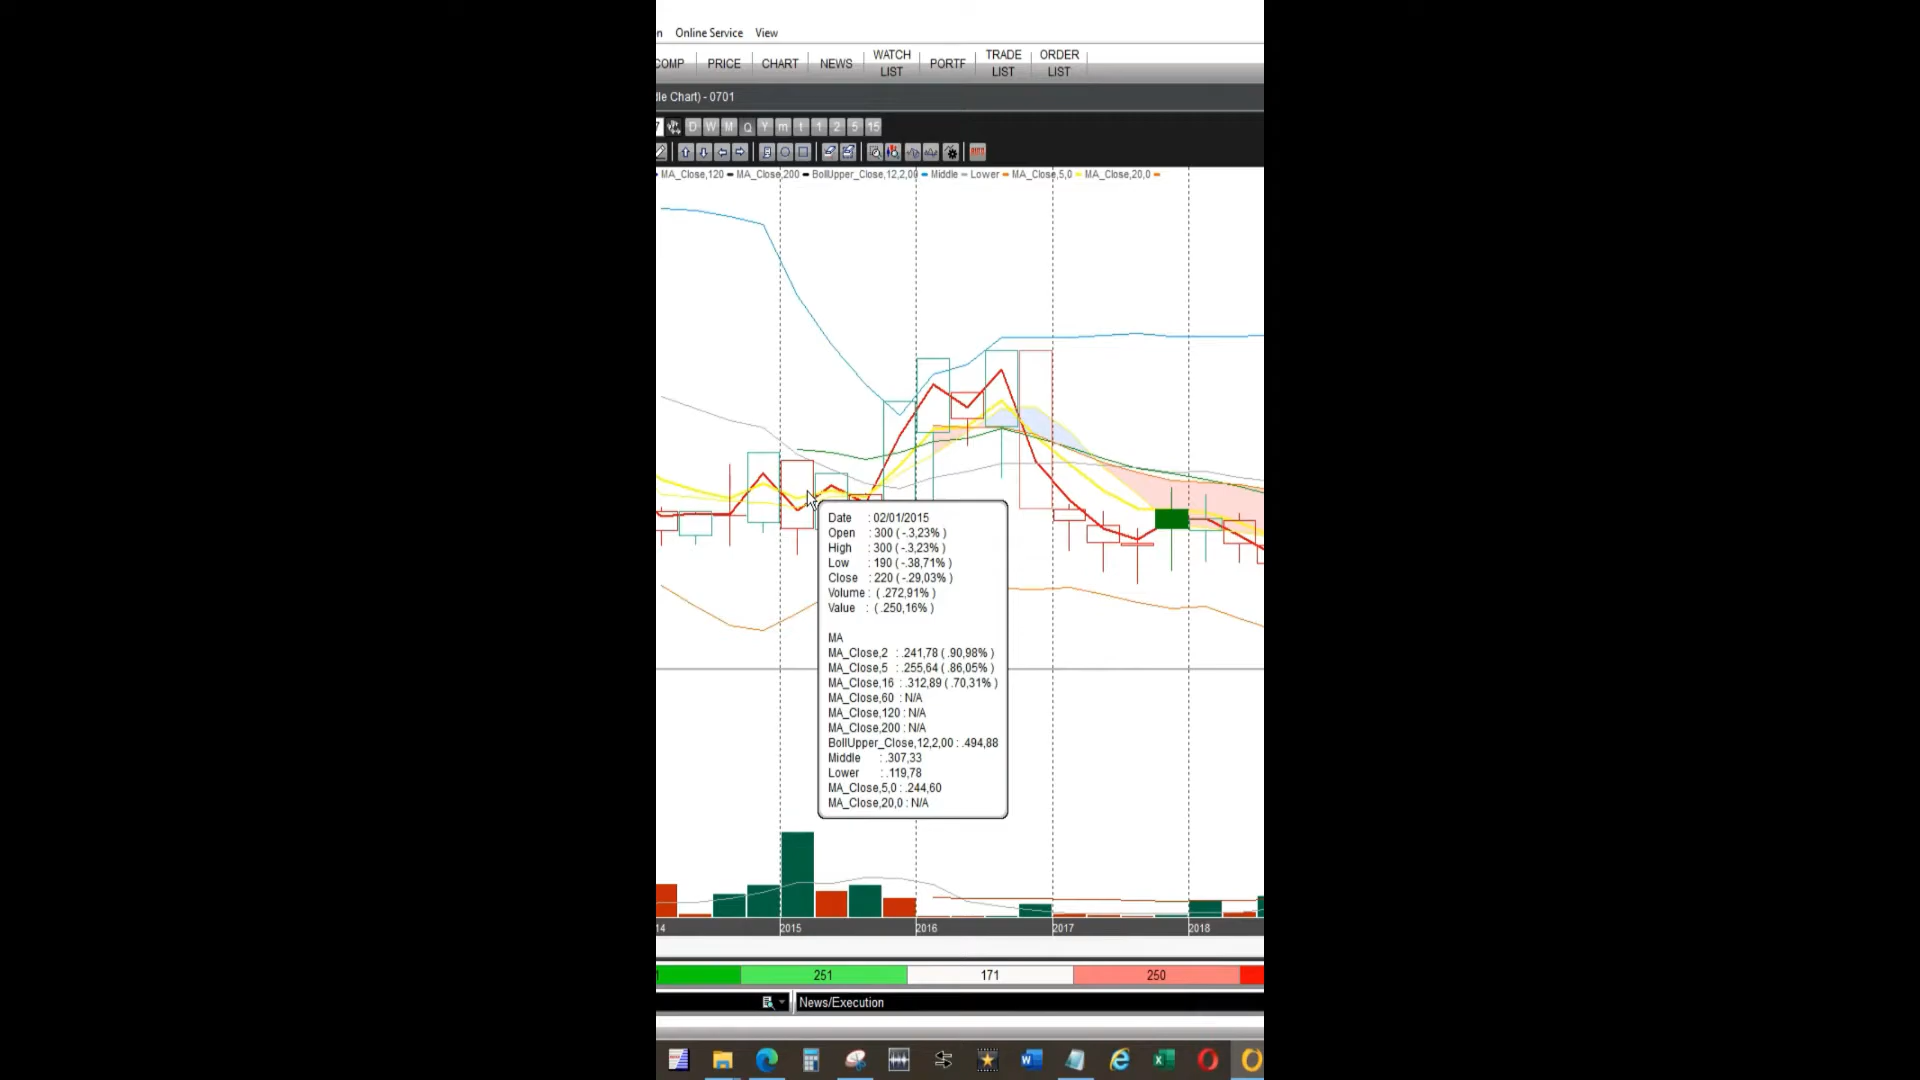 n Online Service View
COMP PRICE CHART NEWS WATCH LIST PORTF TRADE LIST ORDER LIST
dle Chart) - 0701
7 D W M Q Y m t 1 2 5 15
MA_Close,120 MA_Close,200 BollUpper_Close,12,2,00 Middle Lower MA_Close,5,0 MA_Close,20,0
Date : 02/01/2015
Open : 300 ( -.3,23% )
High : 300 ( -.3,23% )
Low : 190 ( -.38,71% )
Close : 220 ( -.29,03% )
Volume : ( .272,91% )
Value : ( .250,16% )
MA
MA_Close,2 : .241,78 ( .90,98% )
MA_Close,5 : .255,64 ( .86,05% )
MA_Close,16 : .312,89 ( .70,31% )
MA_Close,60 : N/A
MA_Close,120 : N/A
MA_Close,200 : N/A
BollUpper_Close,12,2,00 : .494,88
Middle : .307,33
Lower : .119,78
MA_Close,5,0 : .244,60
MA_Close,20,0 : N/A
14 2015 2016 2017 2018
251 171 250
News/Execution